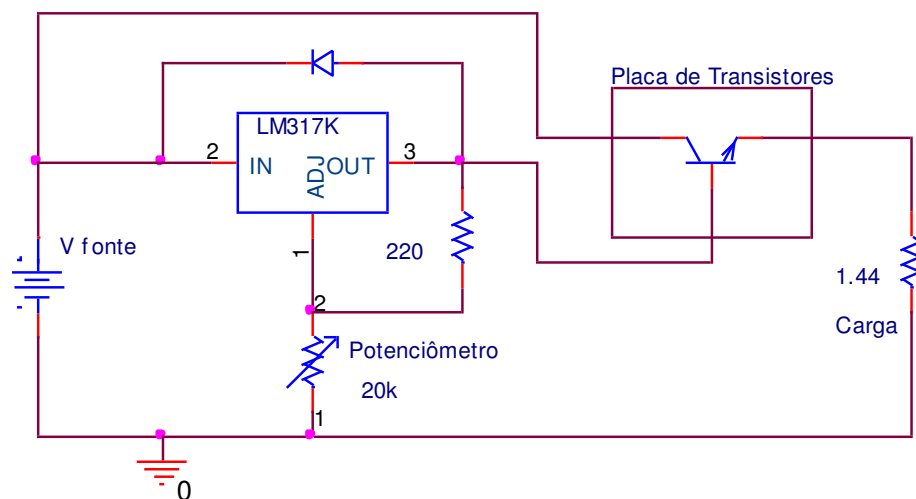 Placa de Transistores
LM317K
2
IN
ADJ
OUT
3
V fonte
1
220
2
1.44
Carga
Potenciômetro
20k
1
0